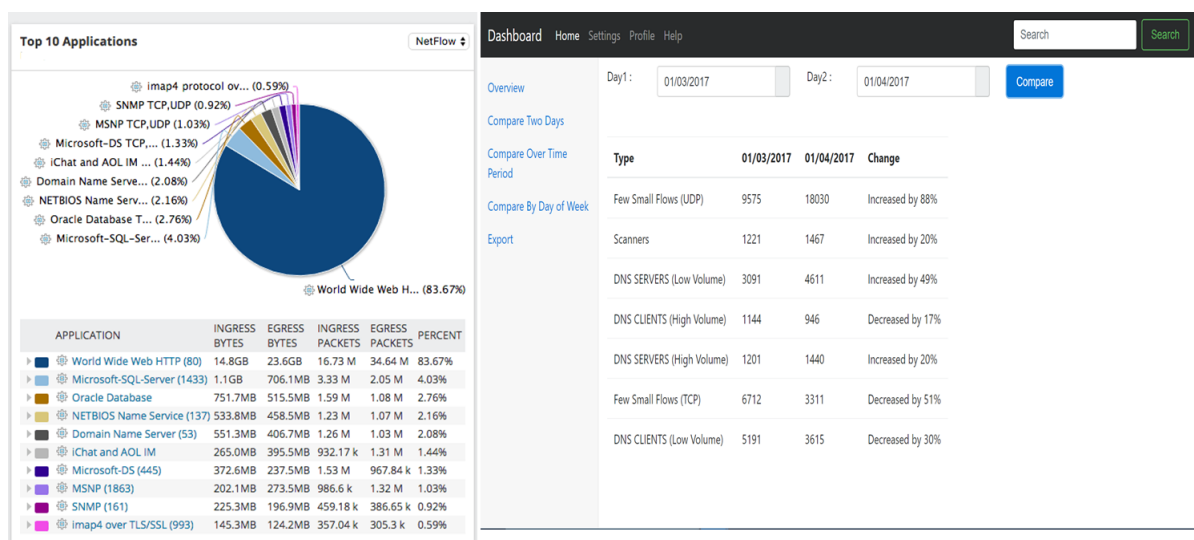 Top 10 Applications
NetFlow
imap4 protocol ov... (0.59%)
SNMP TCP,UDP (0.92%)
MSNP TCP,UDP (1.03%)
Microsoft-DS TCP,... (1.33%)
iChat and AOL IM ... (1.44%)
Domain Name Serve... (2.08%)
NETBIOS Name Serv... (2.16%)
Oracle Database T... (2.76%)
Microsoft-SQL-Ser... (4.03%)
World Wide Web H... (83.67%)
APPLICATION INGRESS BYTES EGRESS BYTES INGRESS PACKETS EGRESS PACKETS PERCENT
World Wide Web HTTP (80) 14.8GB 23.6GB 16.73 M 34.64 M 83.67%
Microsoft-SQL-Server (1433) 1.1GB 706.1MB 3.33 M 2.05 M 4.03%
Oracle Database 751.7MB 515.5MB 1.59 M 1.08 M 2.76%
NETBIOS Name Service (137) 533.8MB 458.5MB 1.23 M 1.07 M 2.16%
Domain Name Server (53) 551.3MB 406.7MB 1.26 M 1.03 M 2.08%
iChat and AOL IM 265.0MB 395.5MB 932.17 k 1.31 M 1.44%
Microsoft-DS (445) 372.6MB 237.5MB 1.53 M 967.84 k 1.33%
MSNP (1863) 202.1MB 273.5MB 986.6 k 1.32 M 1.03%
SNMP (161) 225.3MB 196.9MB 459.18 k 386.65 k 0.92%
imap4 over TLS/SSL (993) 145.3MB 124.2MB 357.04 k 305.3 k 0.59%
Dashboard Home Settings Profile Help Search Search
Overview
Compare Two Days
Compare Over Time
Period
Compare By Day of Week
Export
Day1 : 01/03/2017 Day2 : 01/04/2017 Compare
Type 01/03/2017 01/04/2017 Change
Few Small Flows (UDP) 9575 18030 Increased by 88%
Scanners 1221 1467 Increased by 20%
DNS SERVERS (Low Volume) 3091 4611 Increased by 49%
DNS CLIENTS (High Volume) 1144 946 Decreased by 17%
DNS SERVERS (High Volume) 1201 1440 Increased by 20%
Few Small Flows (TCP) 6712 3311 Decreased by 51%
DNS CLIENTS (Low Volume) 5191 3615 Decreased by 30%